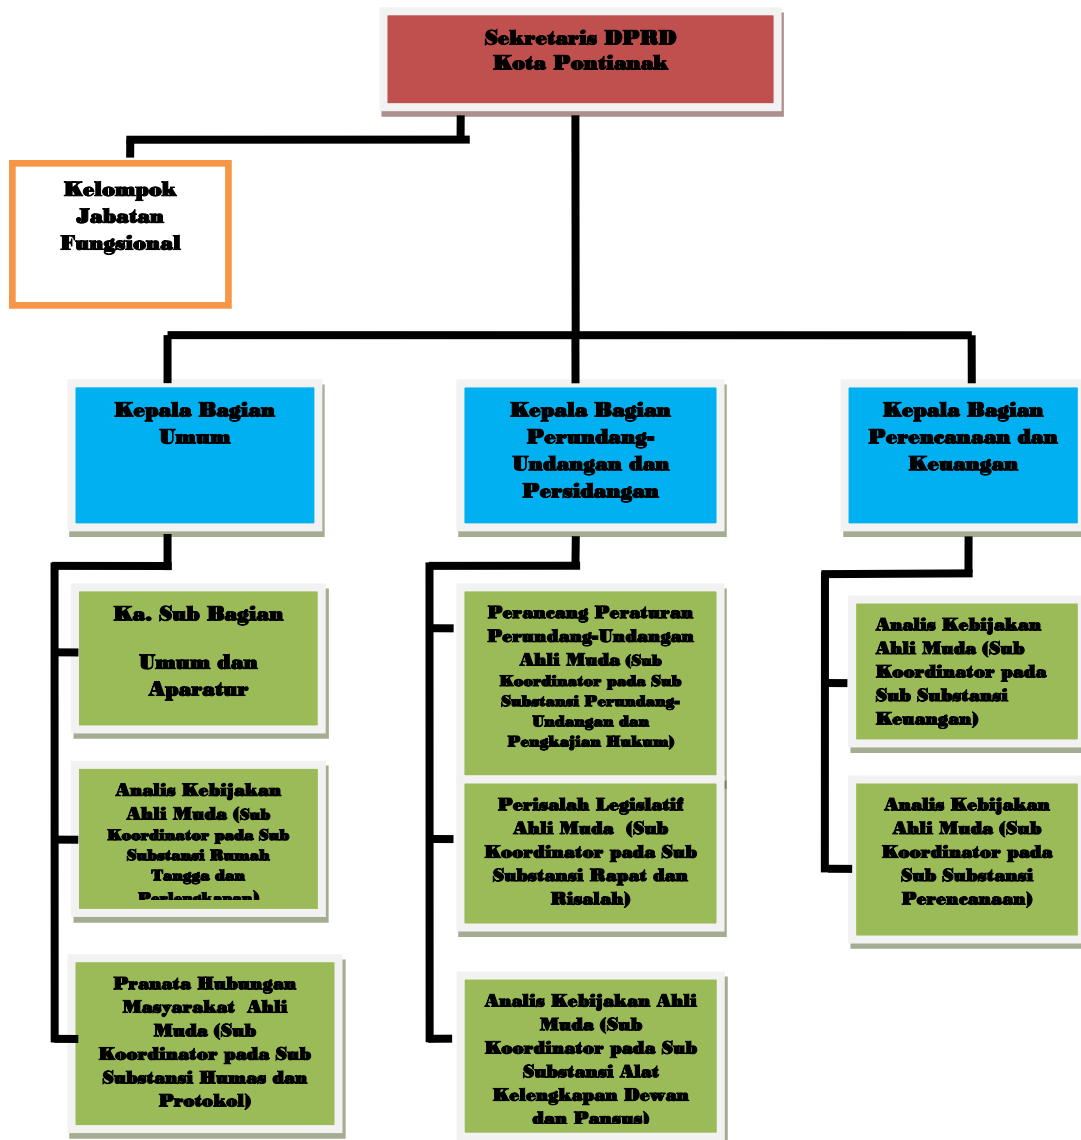 Sekretaris DPRD
Kota Pontianak
Kelompok
Jabatan
Fungsional
Kepala Bagian
Umum
Kepala Bagian
Perundang-
Undangan dan
Persidangan
Kepala Bagian
Perencanaan dan
Keuangan
Ka. Sub Bagian
Umum dan
Aparatur
Analis Kebijakan
Ahli Muda (Sub
Koordinator pada Sub
Substansi Rumah
Tangga dan
Perlengkapan)
Pranata Hubungan
Masyarakat Ahli
Muda (Sub
Koordinator pada Sub
Substansi Humas dan
Protokol)
Perancang Peraturan
Perundang-Undangan
Ahli Muda (Sub
Koordinator pada Sub
Substansi Perundang-
Undangan dan
Pengkajian Hukum)
Perisalah Legislatif
Ahli Muda (Sub
Koordinator pada Sub
Substansi Rapat dan
Risalah)
Analis Kebijakan Ahli
Muda (Sub
Koordinator pada Sub
Substansi Alat
Kelengkapan Dewan
dan Pansus)
Analis Kebijakan
Ahli Muda (Sub
Koordinator pada
Sub Substansi
Keuangan)
Analis Kebijakan
Ahli Muda (Sub
Koordinator pada
Sub Substansi
Perencanaan)